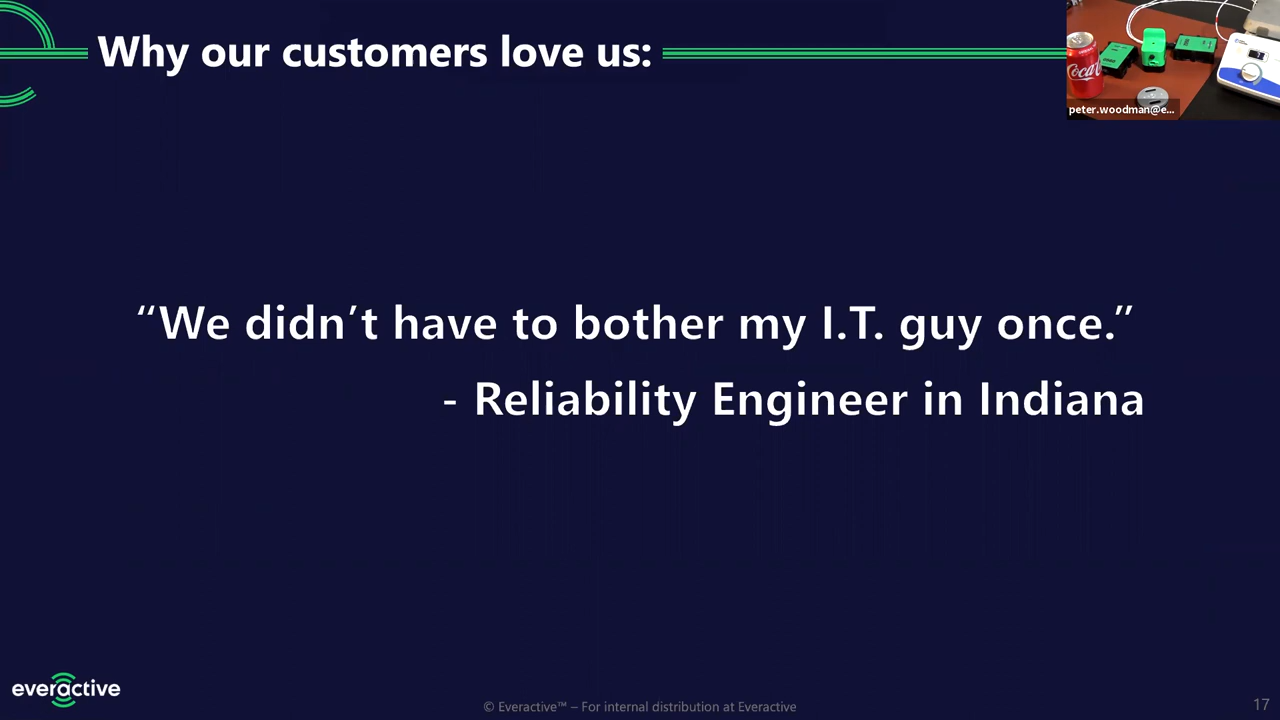 Why our customers love us:
Coca
peter.woodman@e...
“We didn’t have to bother my I.T. guy once.”
- Reliability Engineer in Indiana
everactive
© Everactive™ – For internal distribution at Everactive
17